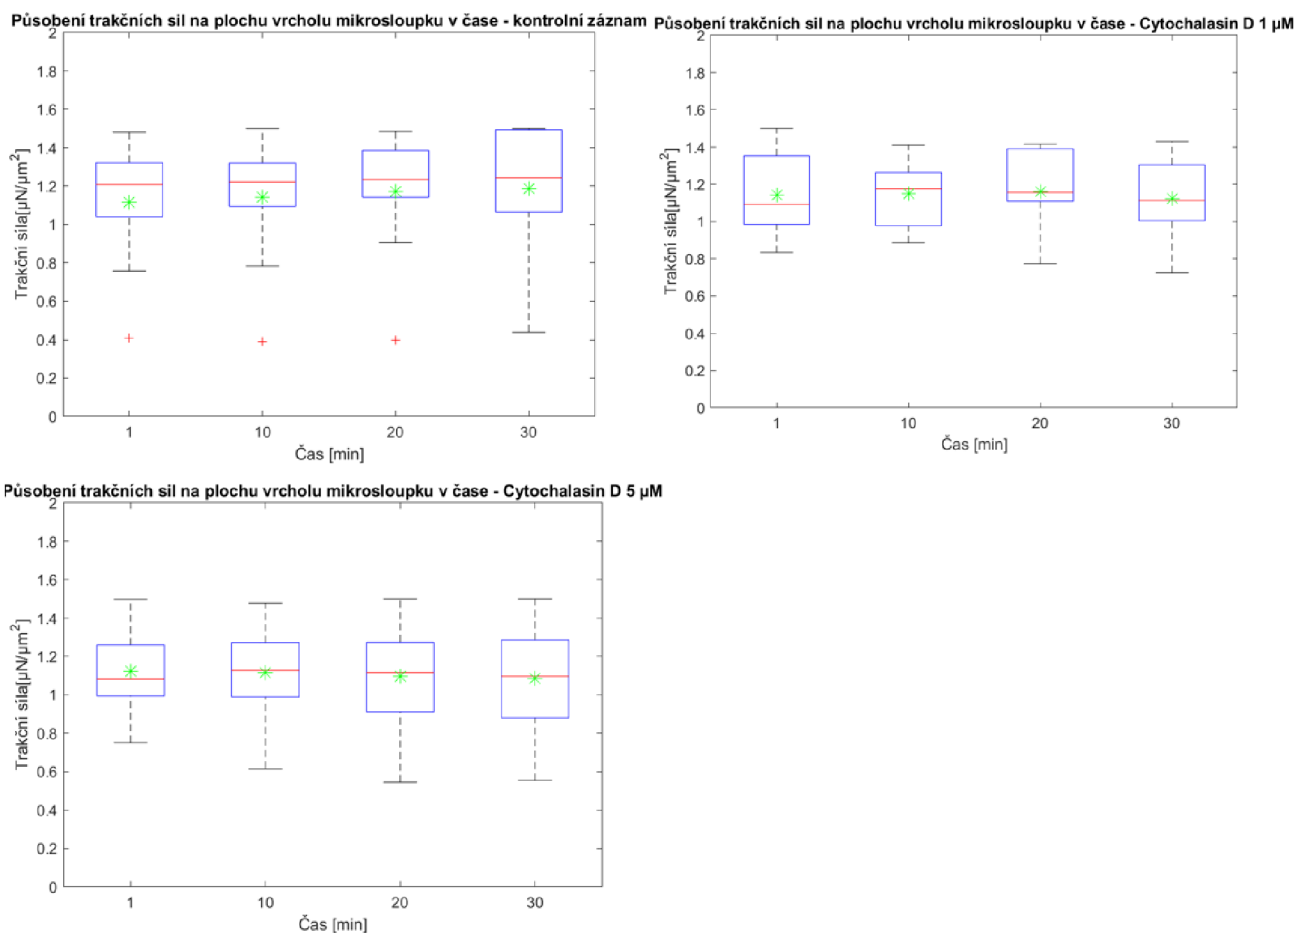 Působení trakčních sil na plochu vrcholu mikrosloupku v čase - kontrolní záznam
2
1.8
1.6
1.4
1.2
1
0.8
0.6
0.4
0.2
0
Trakční síla[µN/µm²]
1 10 20 30
Čas [min]
Působení trakčních sil na plochu vrcholu mikrosloupku v čase - Cytochalasin D 1 µM
2
1.8
1.6
1.4
1.2
1
0.8
0.6
0.4
0.2
0
Trakční síla[µN/µm²]
1 10 20 30
Čas [min]
Působení trakčních sil na plochu vrcholu mikrosloupku v čase - Cytochalasin D 5 µM
2
1.8
1.6
1.4
1.2
1
0.8
0.6
0.4
0.2
0
Trakční síla[µN/µm²]
1 10 20 30
Čas [min]